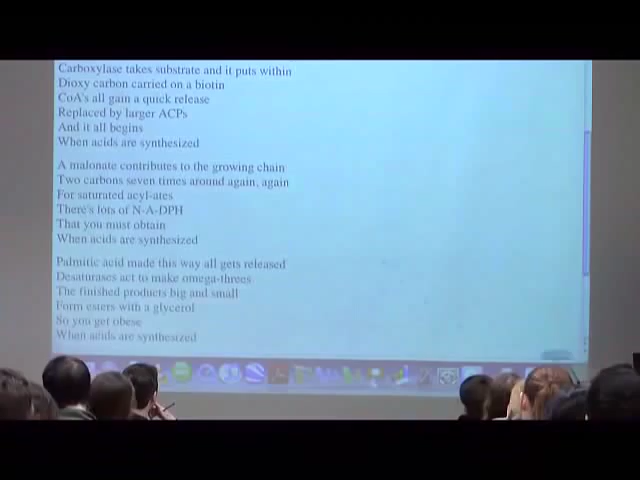 Carboxylase takes substrate and it puts within
Dioxy carbon carried on a biotin
CoA's all gain a quick release
Replaced by larger ACPs
And it all begins
When acids are synthesized
A malonate contributes to the growing chain
Two carbons seven times around again, again
For saturated acyl-ates
There's lots of N-A-DPH
That you must obtain
When acids are synthesized
Palmitic acid made this way all gets released
Desaturases act to make omega-threes
The finished products big and small
Form esters with a glycerol
So you get obese
When acids are synthesized